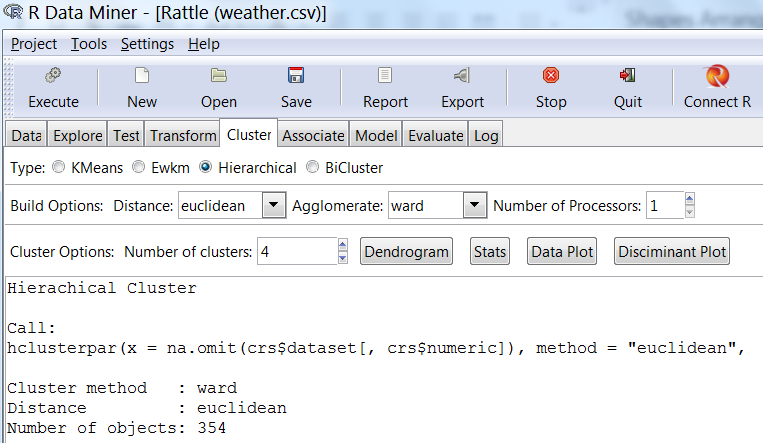 R Data Miner - [Rattle (weather.csv)]
Shapes Arrang
Project Tools Settings Help
Execute New Open Save Report Export Stop Quit Connect R
Data Explore Test Transform Cluster Associate Model Evaluate Log
Type: KMeans Ewkm Hierarchical BiCluster
Build Options: Distance: euclidean Agglomerate: ward Number of Processors: 1
Cluster Options: Number of clusters: 4 Dendrogram Stats Data Plot Disciminant Plot
Hierachical Cluster
Call:
hclusterpar(x = na.omit(crs$dataset[, crs$numeric]), method = "euclidean",
Cluster method   : ward
Distance         : euclidean
Number of objects: 354